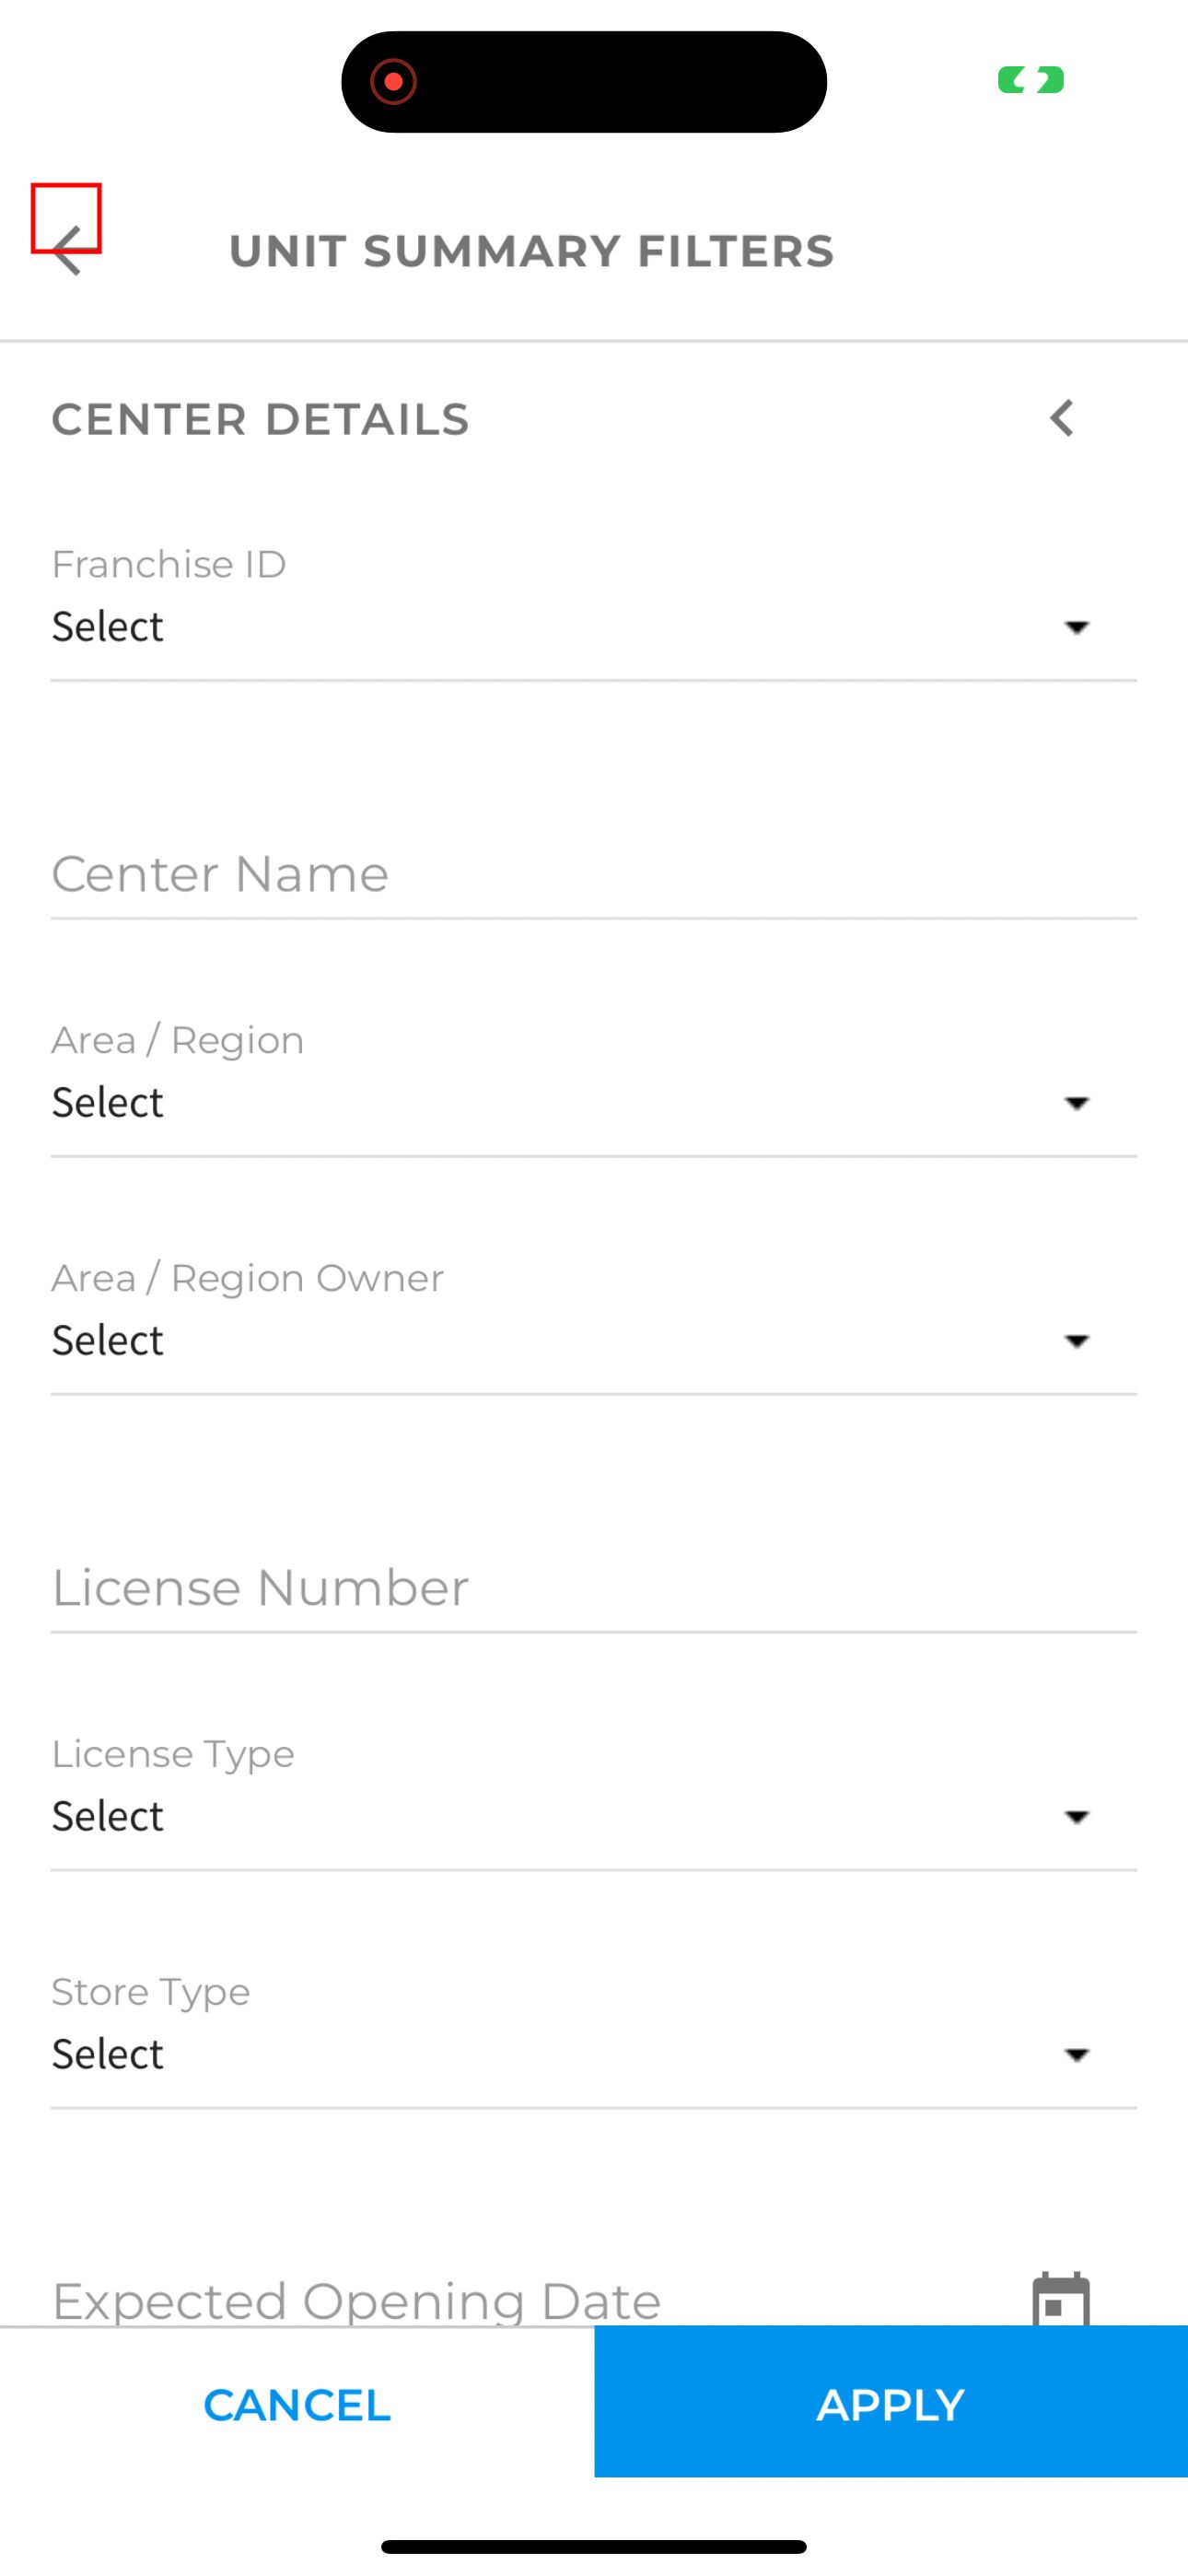 UNIT SUMMARY FILTERS
CENTER DETAILS
Franchise ID
Select
Center Name
Area / Region
Select
Area / Region Owner
Select
License Number
License Type
Select
Store Type
Select
Expected Opening Date
CANCEL
APPLY